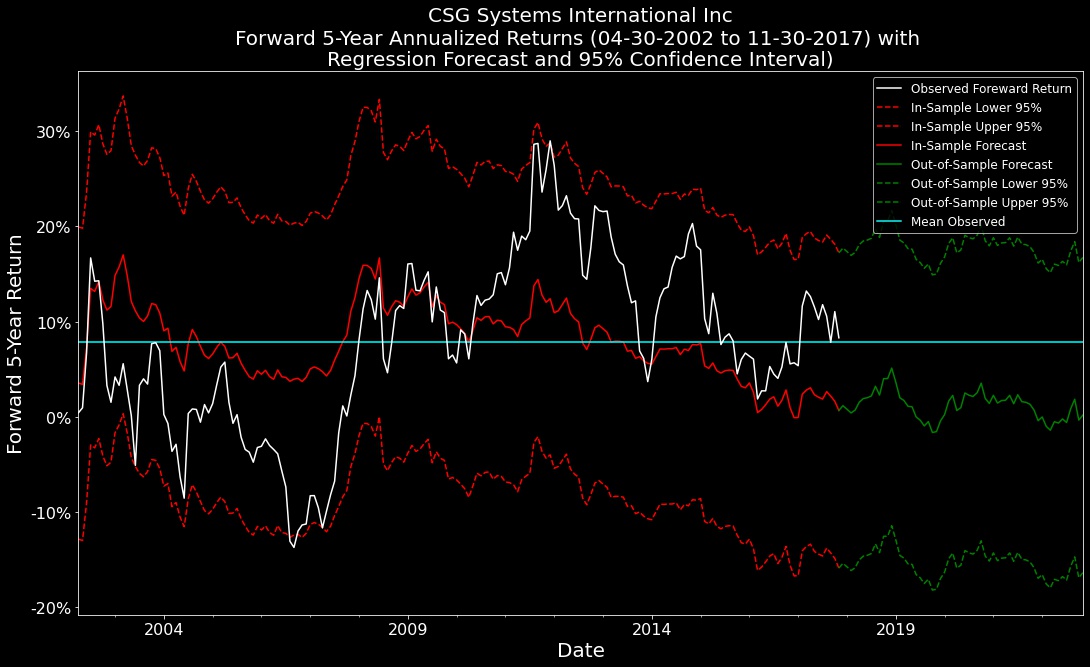 CSG Systems International Inc
Forward 5-Year Annualized Returns (04-30-2002 to 11-30-2017) with
Regression Forecast and 95% Confidence Interval)
Observed Foreward Return
In-Sample Lower 95%
In-Sample Upper 95%
In-Sample Forecast
Out-of-Sample Forecast
Out-of-Sample Lower 95%
Out-of-Sample Upper 95%
Mean Observed
Forward 5-Year Return
30%
20%
10%
0%
-10%
-20%
2004
2009
2014
2019
Date